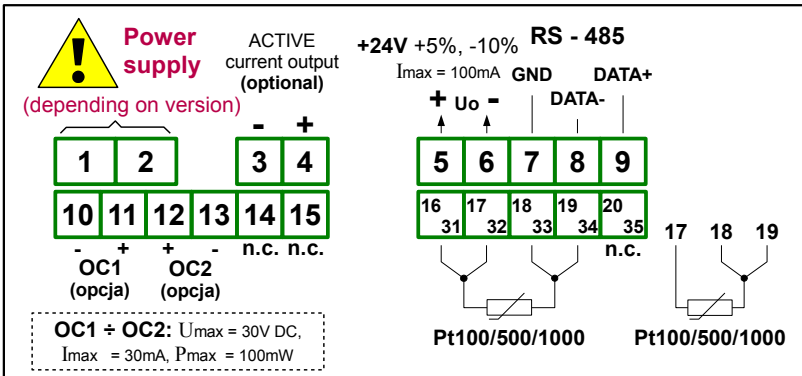 Power
supply
(depending on version)
ACTIVE
current output
(optional)
- +
+24V +5%, -10%
Imax = 100mA
+ Uo -
RS - 485
GND DATA+
DATA-
1 2 3 4 5 6 7 8 9
10 11 12 13 14 15
16 17 18 19 20
31 32 33 34 35
- + + - n.c. n.c.
OC1 OC2
(opcja) (opcja)
n.c.
17 18 19
Pt100/500/1000 Pt100/500/1000
OC1 ÷ OC2: Umax = 30V DC,
Imax = 30mA, Pmax = 100mW